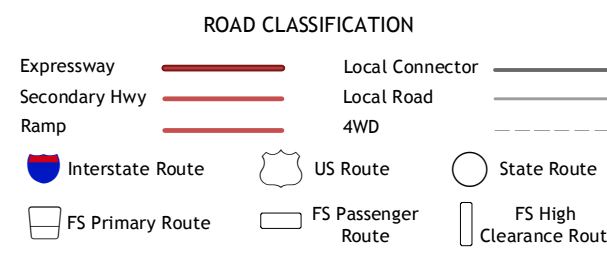 ROAD CLASSIFICATION
Expressway
Local Connector
Secondary Hwy
Local Road
Ramp
4WD
Interstate Route
US Route
State Route
FS Primary Route
FS Passenger
Route
FS High
Clearance Rout